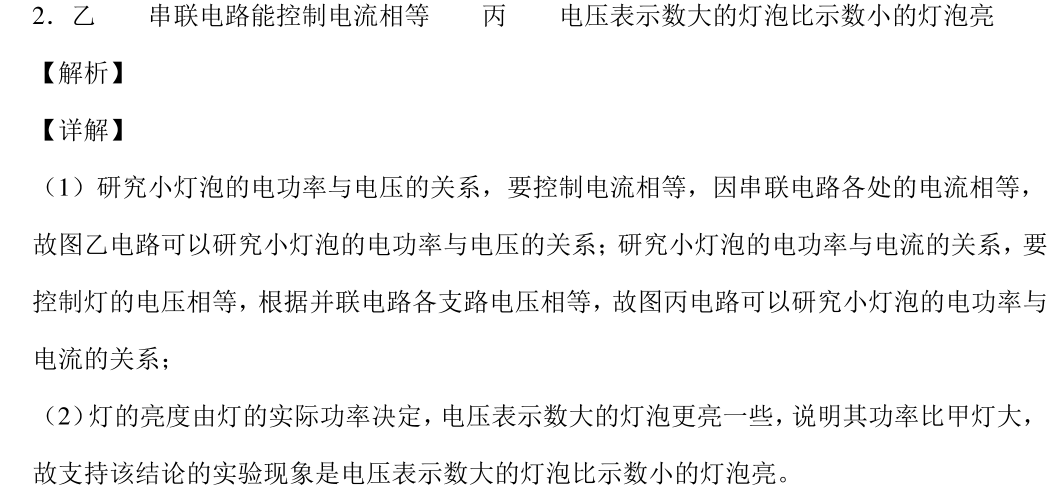 2．乙　　串联电路能控制电流相等　　丙　　电压表示数大的灯泡比示数小的灯泡亮
【解析】
【详解】
（1）研究小灯泡的电功率与电压的关系，要控制电流相等，因串联电路各处的电流相等，
故图乙电路可以研究小灯泡的电功率与电压的关系；研究小灯泡的电功率与电流的关系，要
控制灯的电压相等，根据并联电路各支路电压相等，故图丙电路可以研究小灯泡的电功率与
电流的关系；
（2）灯的亮度由灯的实际功率决定，电压表示数大的灯泡更亮一些，说明其功率比甲灯大，
故支持该结论的实验现象是电压表示数大的灯泡比示数小的灯泡亮。